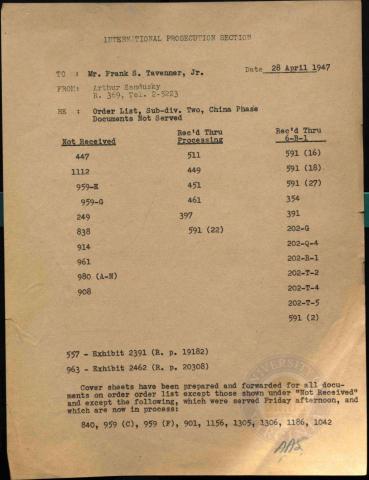 INTERNATIONAL PROSECUTION SECTION
Date 28 April 1947
TO : Mr. Frank S. Tavenner, Jr.
FROM: Arthur Sandusky
R. 369, Tel. 2-5223
RE : Order List, Sub-div. Two, China Phase
Documents Not Served
Not Received Rec'd Thru Processing Rec'd Thru 6-R-1
447 511 591 (16)
1112 449 591 (18)
959-E 451 591 (27)
959-G 461 354
249 397 391
838 591 (22) 202-G
914 202-Q-4
961 202-R-1
980 (A-N) 202-T-2
908 202-T-4
202-T-5
591 (2)
557 - Exhibit 2391 (R. p. 19182)
963 - Exhibit 2462 (R. p. 20308)
Cover sheets have been prepared and forwarded for all docu-
ments on order order list except those shown under "Not Received"
and except the following, which were served Friday afternoon, and
which are now in process:
840, 959 (C), 959 (F), 901, 1156, 1305, 1306, 1186, 1042
AAS.